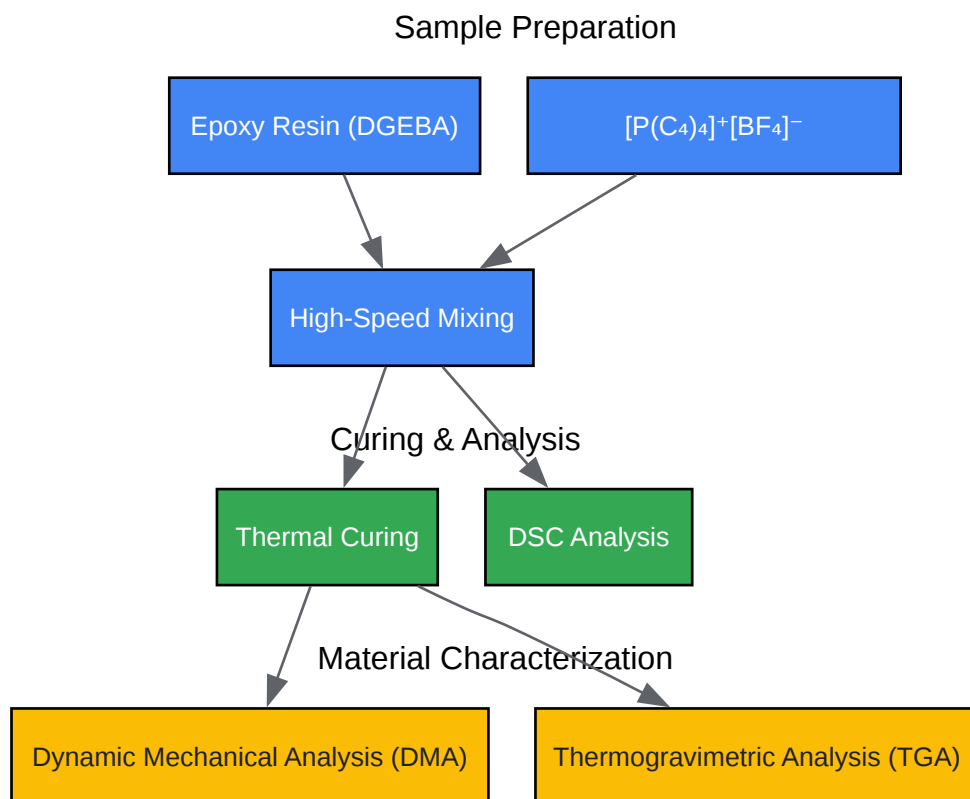 Sample Preparation
Epoxy Resin (DGEBA)
[P(C₄)₄]⁺[BF₄]⁻
High-Speed Mixing
Curing & Analysis
Thermal Curing
DSC Analysis
Material Characterization
Dynamic Mechanical Analysis (DMA)
Thermogravimetric Analysis (TGA)